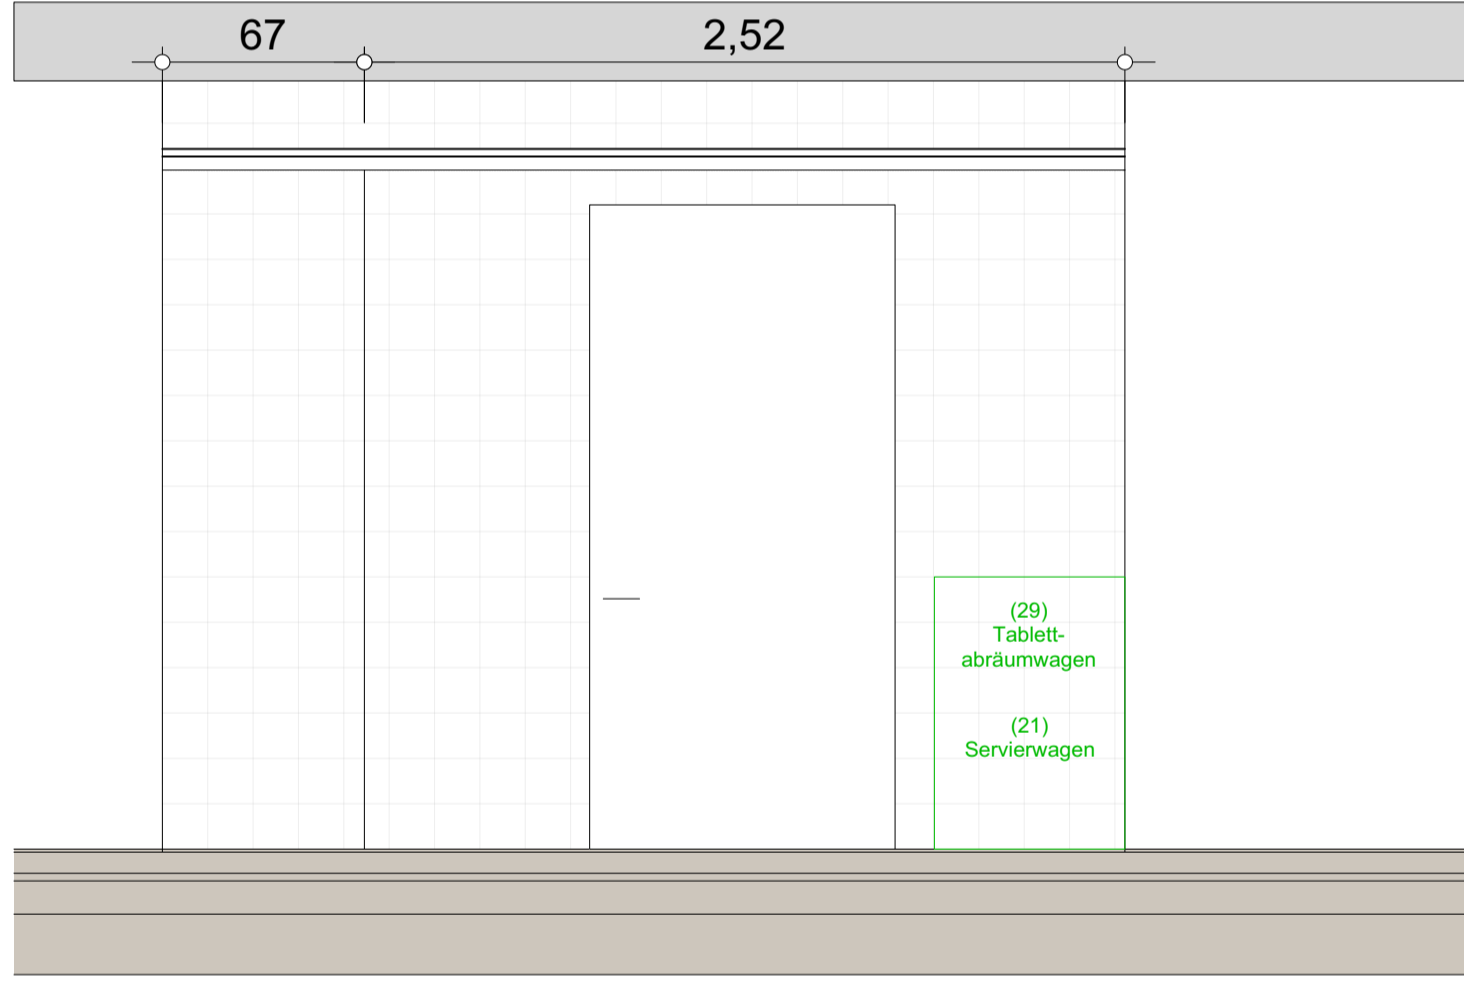 67
2,52
(29)
Tablett-
abräumwagen
(21)
Servierwagen